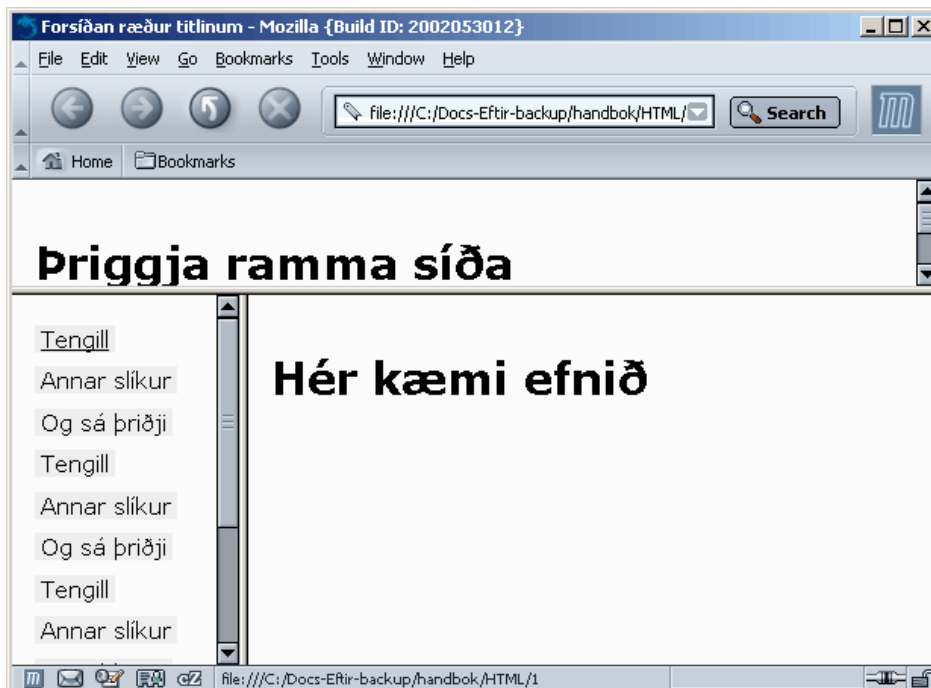 Forsíðan ræður titlinum - Mozilla {Build ID: 2002053012}
File Edit View Go Bookmarks Tools Window Help
file:///C:/Docs-Eftir-backup/handbok/HTML/ Search
Home Bookmarks
Þriggja ramma síða
Tengill
Annar slíkur
Og sá þriðji
Tengill
Annar slíkur
Og sá þriðji
Tengill
Annar slíkur
Hér kæmi efnið
file:///C:/Docs-Eftir-backup/handbok/HTML/1